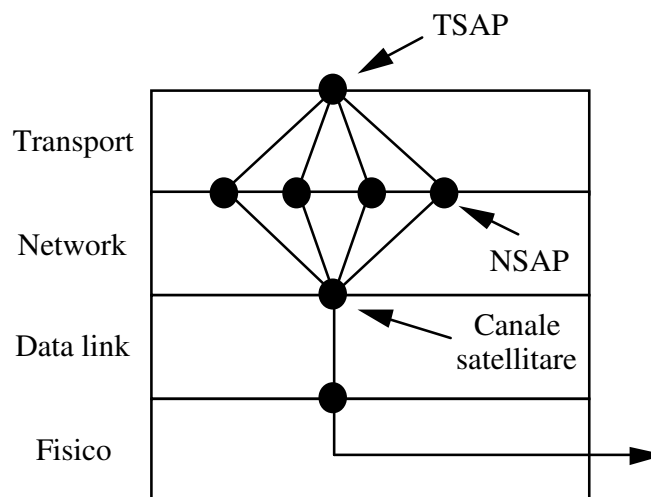 TSAP
Transport
Network
NSAP
Canale
satellitare
Data link
Fisico